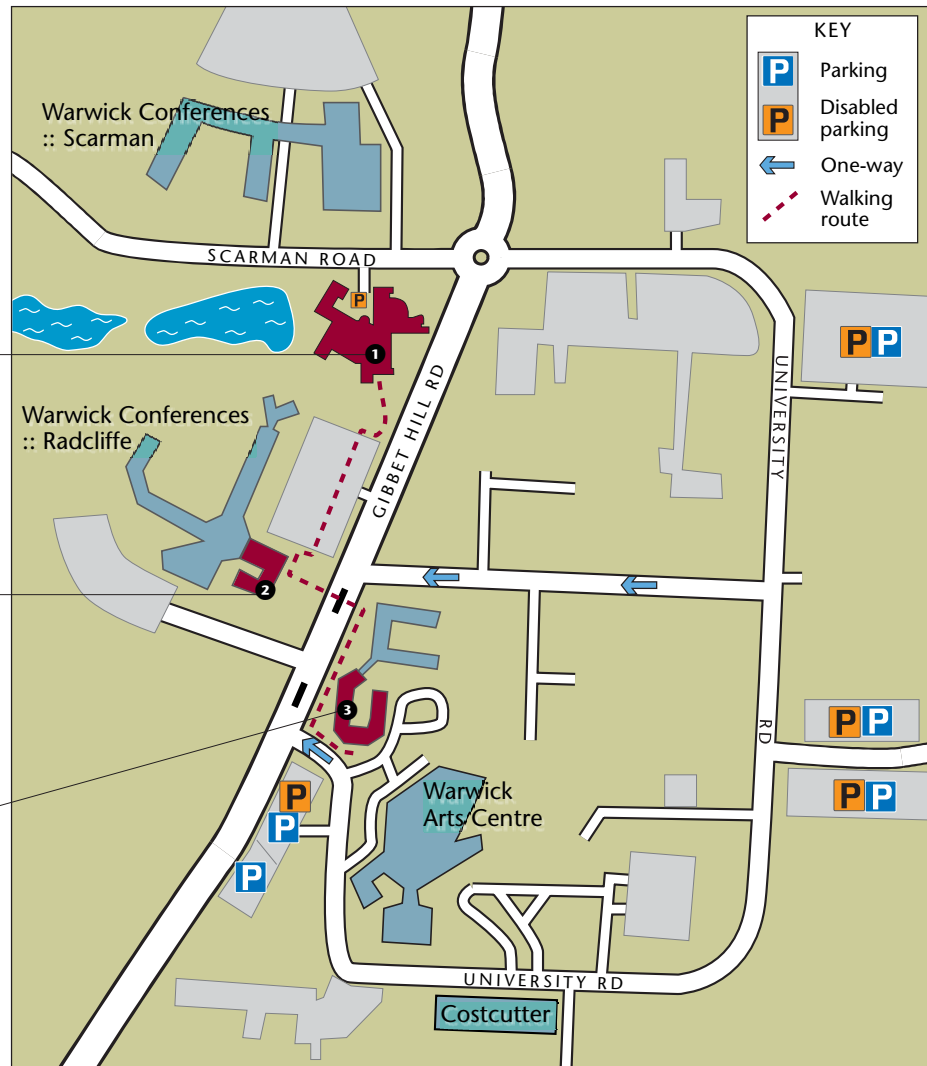 KEY
P
Parking
P
Disabled
parking
One-way
Walking
route
Warwick Conferences
:: Scarman
SCARMAN ROAD
P
1
P P
UNIVERSITY
GIBBET HILL RD
Warwick Conferences
:: Radcliffe
2
3
RD
P P
P P
P
P
P
Warwick
Arts Centre
UNIVERSITY RD
Costcutter